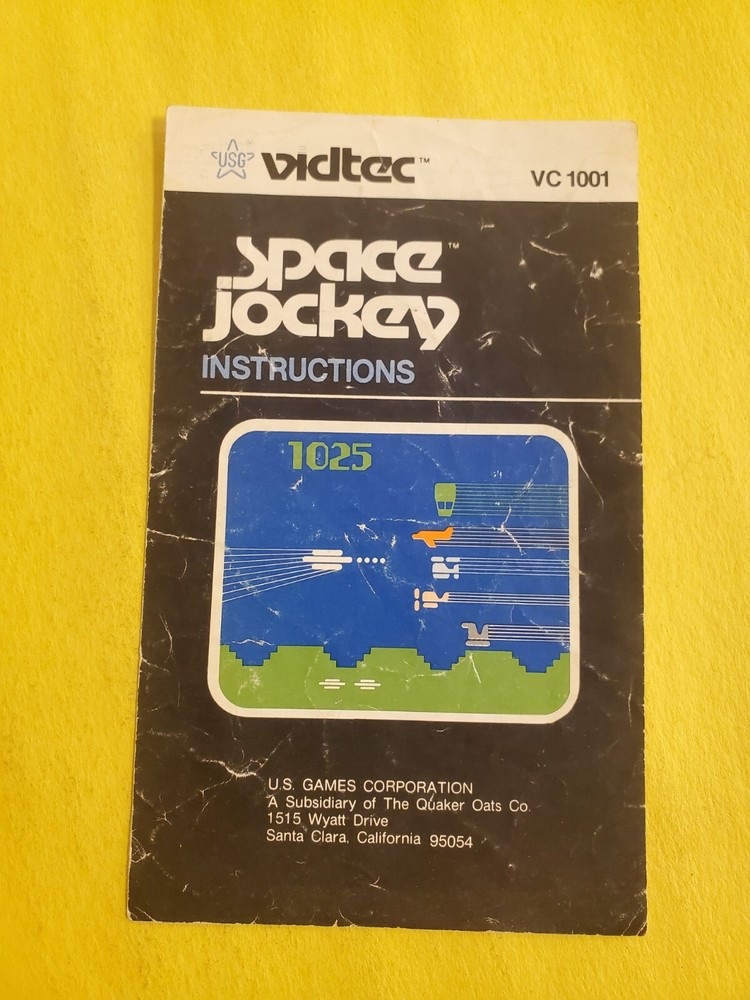 USG vidtec™ VC 1001
space™
jockey
INSTRUCTIONS
1025
U.S. GAMES CORPORATION
A Subsidiary of The Quaker Oats Co.
1515 Wyatt Drive
Santa Clara, California 95054